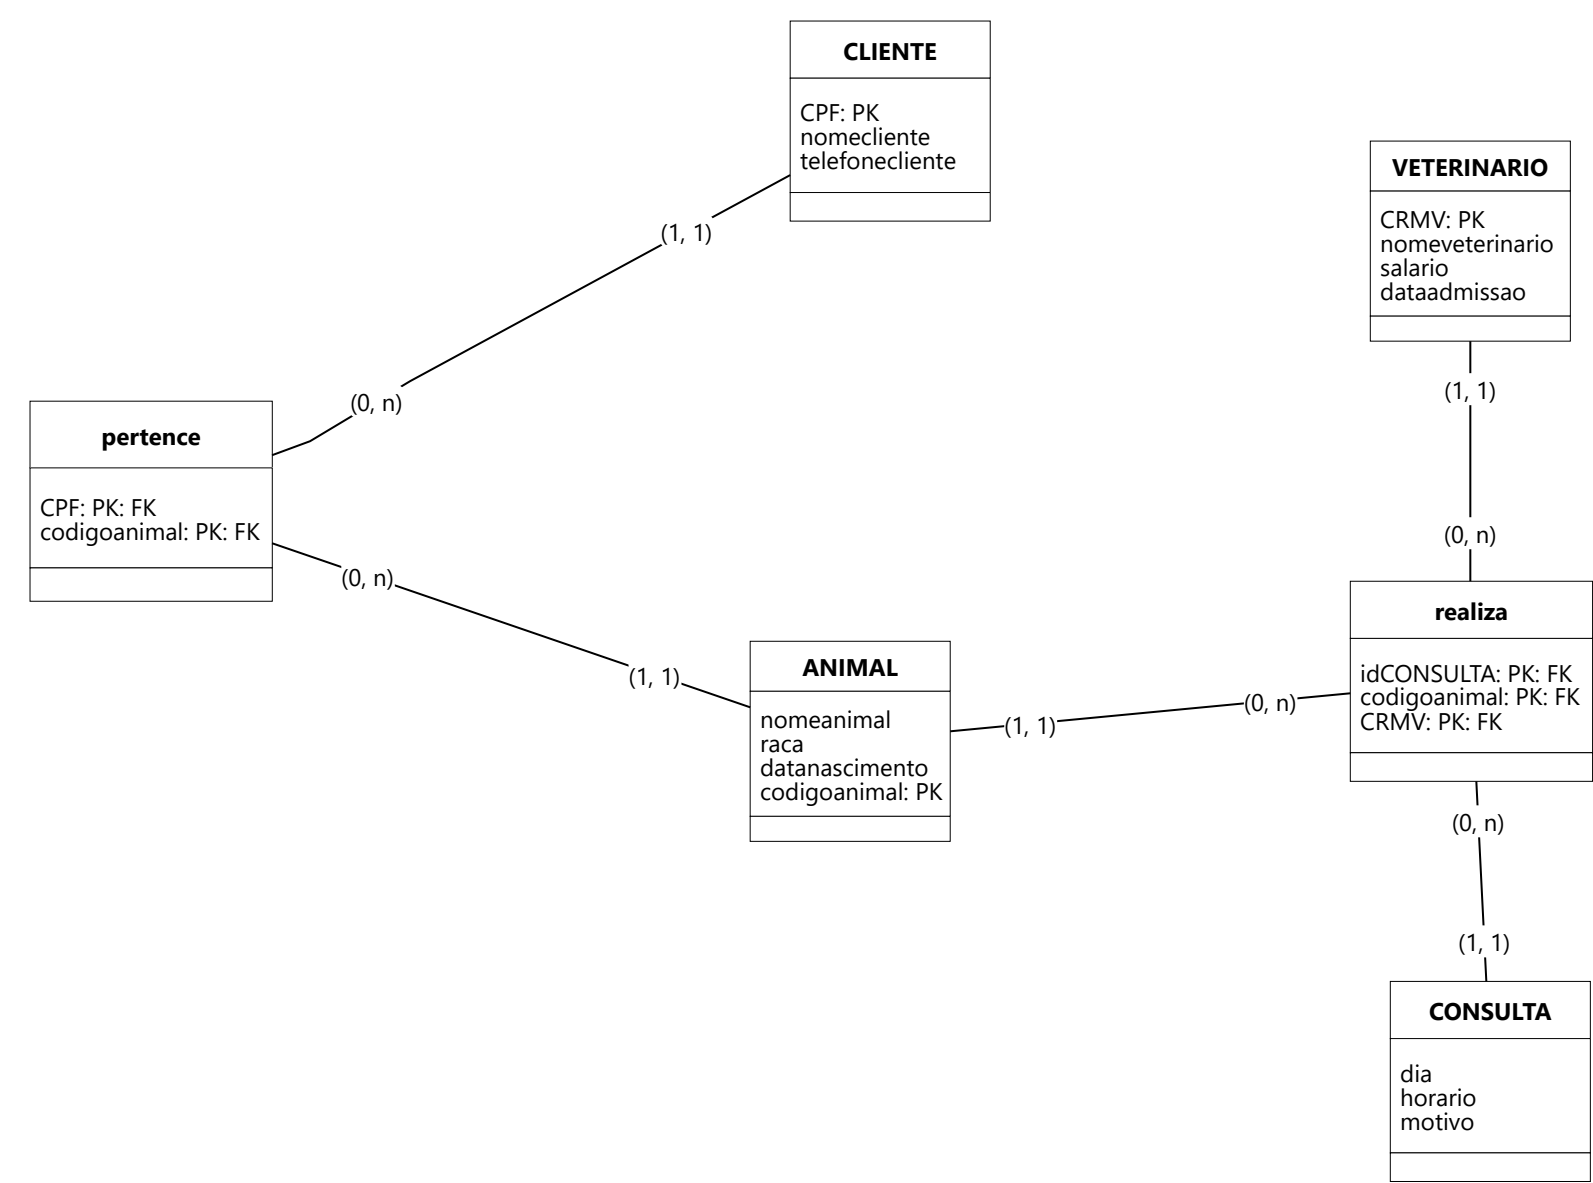 CLIENTE
CPF: PK
nomecliente
telefonecliente
VETERINARIO
CRMV: PK
nomeveterinario
salario
dataadmissao
(1, 1)
(0, n)
(1, 1)
pertence
CPF: PK: FK
codigoanimal: PK: FK
(0, n)
(0, n)
(1, 1)
ANIMAL
nomeanimal
raca
datanascimento
codigoanimal: PK
(1, 1)
(0, n)
realiza
idCONSULTA: PK: FK
codigoanimal: PK: FK
CRMV: PK: FK
(0, n)
(1, 1)
CONSULTA
dia
horario
motivo